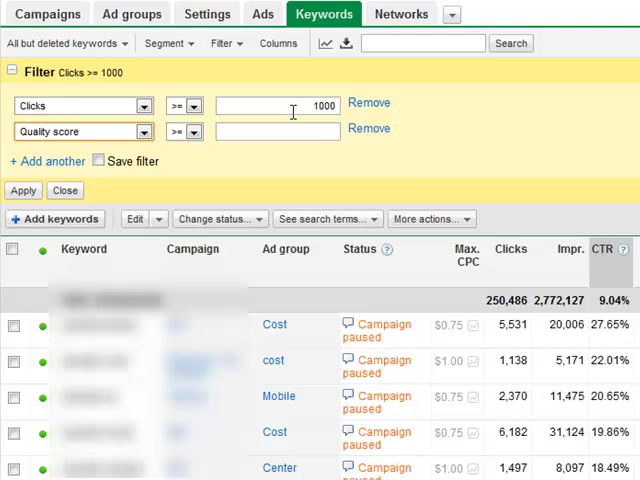 Campaigns Ad groups Settings Ads Keywords Networks
All but deleted keywords Segment Filter Columns Search
Filter Clicks >= 1000
Clicks >= 1000 Remove
Quality score >= Remove
+ Add another Save filter
Apply Close
+ Add keywords Edit Change status... See search terms... More actions...
Keyword Campaign Ad group Status ? Max. CPC Clicks Impr. CTR ?
250,486 2,772,127 9.04%
Cost Campaign paused $0.75 5,531 20,006 27.65%
cost Campaign paused $1.00 1,138 5,171 22.01%
Mobile Campaign paused $0.75 2,370 11,475 20.65%
Cost Campaign paused $0.75 6,182 31,124 19.86%
Center Campaign paused $1.00 1,497 8,097 18.49%